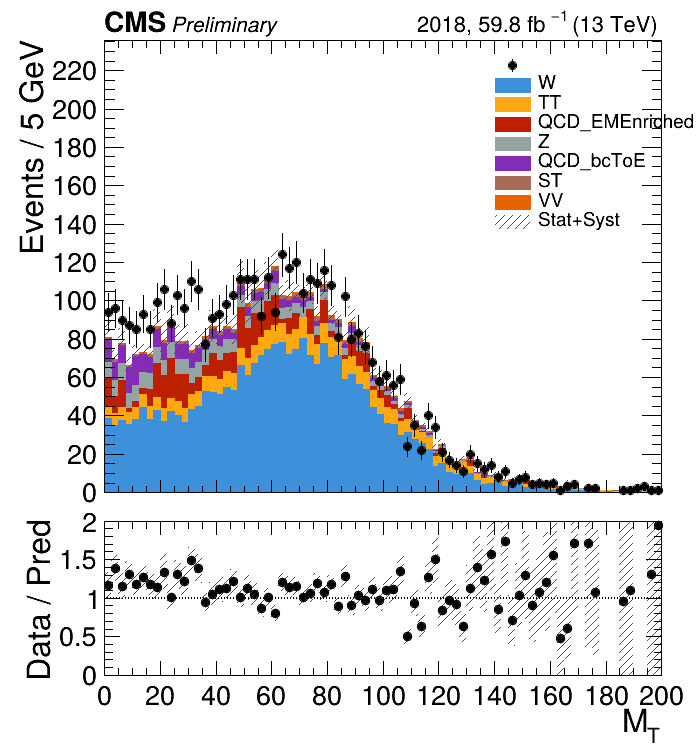 CMS Preliminary 2018, 59.8 fb⁻¹ (13 TeV)
Events / 5 GeV
220
200
180
160
140
120
100
80
60
40
20
0
W
TT
QCD_EMEnriched
Z
QCD_bcToE
ST
VV
Stat+Syst
Data / Pred
2
1.5
1
0.5
0
0 20 40 60 80 100 120 140 160 180 200
M_T